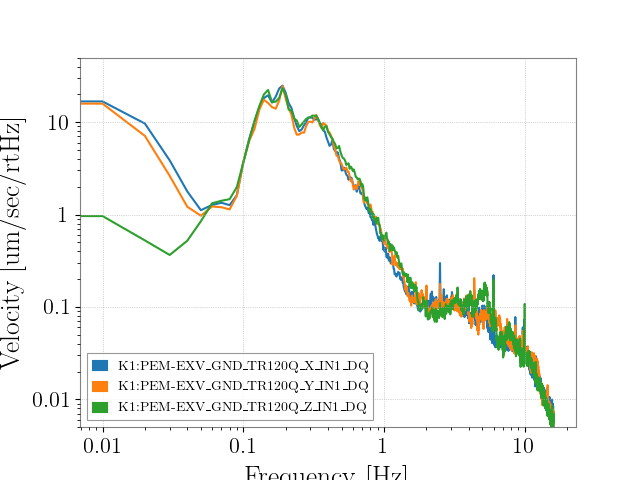 Velocity [um/sec/rtHz]
10
1
0.1
0.01
K1:PEM-EXV_GND_TR120Q_X_IN1_DQ
K1:PEM-EXV_GND_TR120Q_Y_IN1_DQ
K1:PEM-EXV_GND_TR120Q_Z_IN1_DQ
0.01 0.1 1 10
Frequency [Hz]